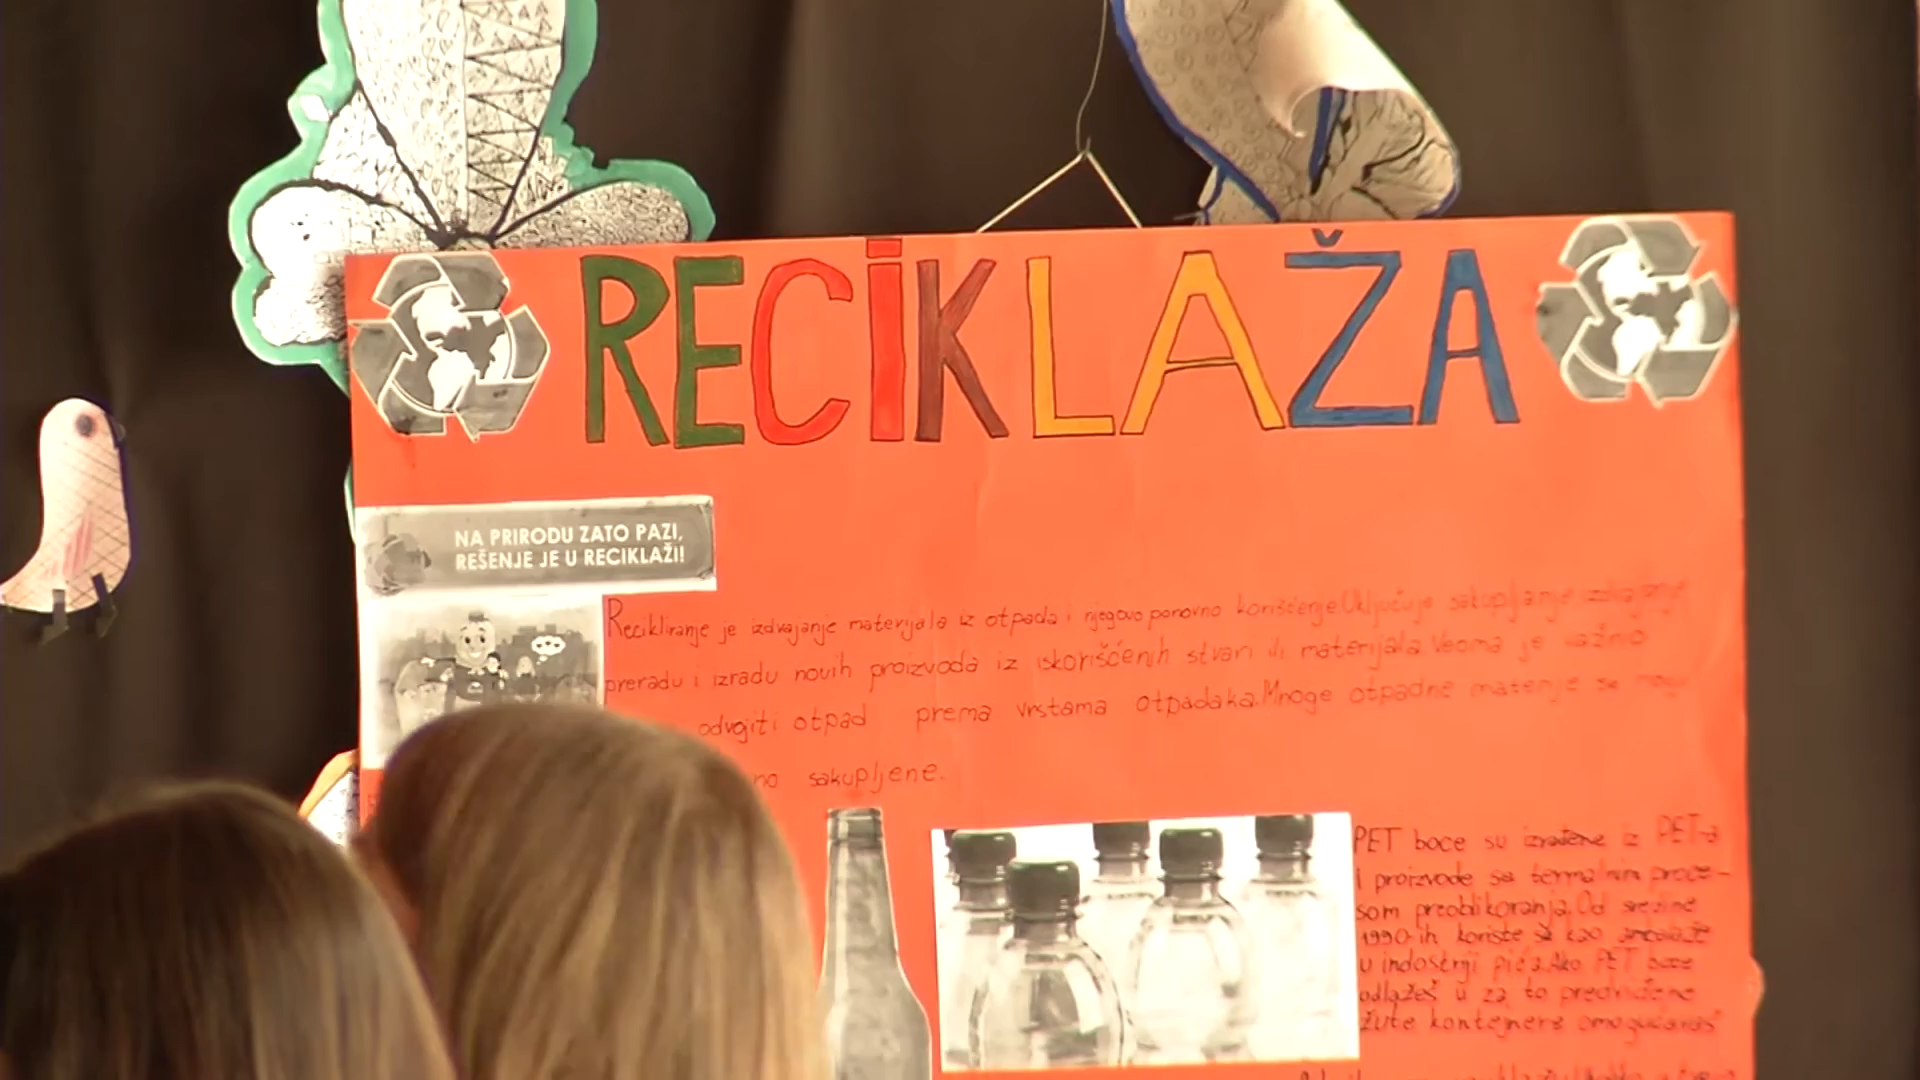 RECIKLAŽA
NA PRIRODU ZATO PAZI,
REŠENJE JE U RECIKLAŽI!
Recikliranje je izdvajanje materijala iz otpada i njegovo ponovno korišćenje.Uključuje sakupljanje izdvajanje
preradu i izradu novih proizvoda iz iskorišćenih stvari ili materijala.Veoma je važno
odvojiti otpad prema vrstama otpadaka.Mnoge otpadne materije se mogu
sakupljene.
PET boce su izrađene iz PET-a
i proizvode se termalnim proce-
som preoblikovanja.Od sredine
1990-ih koriste se kao ambalaže
u industriji pića.Ako PET boce
odlažeš u za to predviđene
žute kontejnere omogućavaš